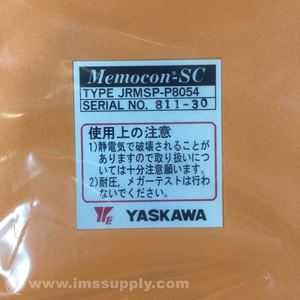 Memocon-SC
TYPE JRMSP-P8054
SERIAL NO. 811-30
使用上の注意
1)静電気で破壊されることが
ありますので取り扱いにつ
いては十分注意願います。
2)耐圧,メガーテストは行わ
ないでください。
YASKAWA
www.imssupply.com